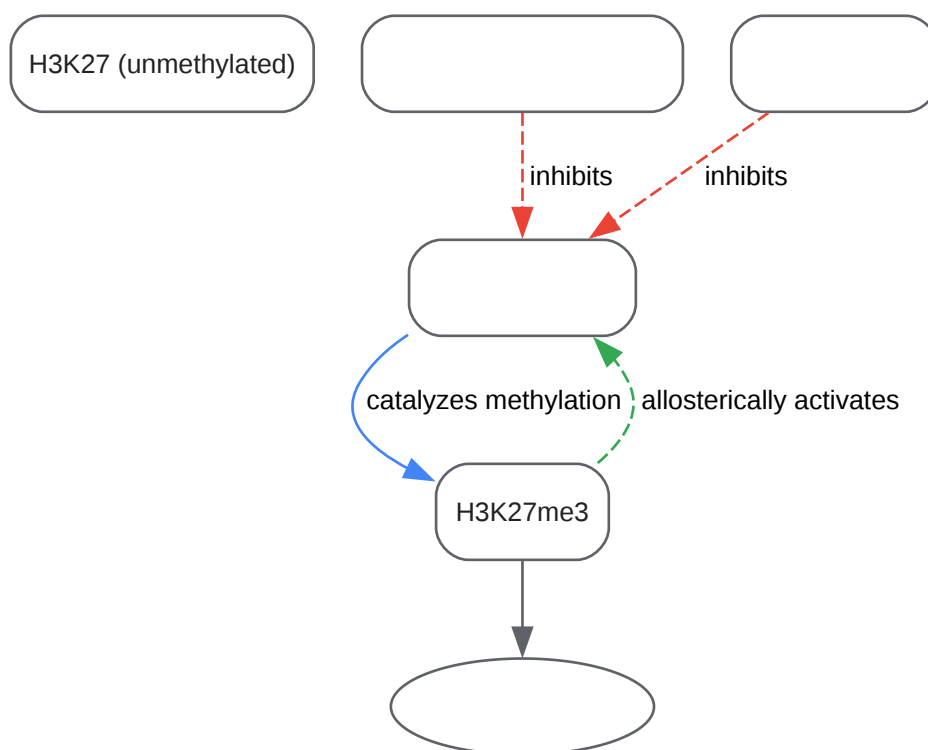 H3K27 (unmethylated)
inhibits
inhibits
catalyzes methylation
allosterically activates
H3K27me3